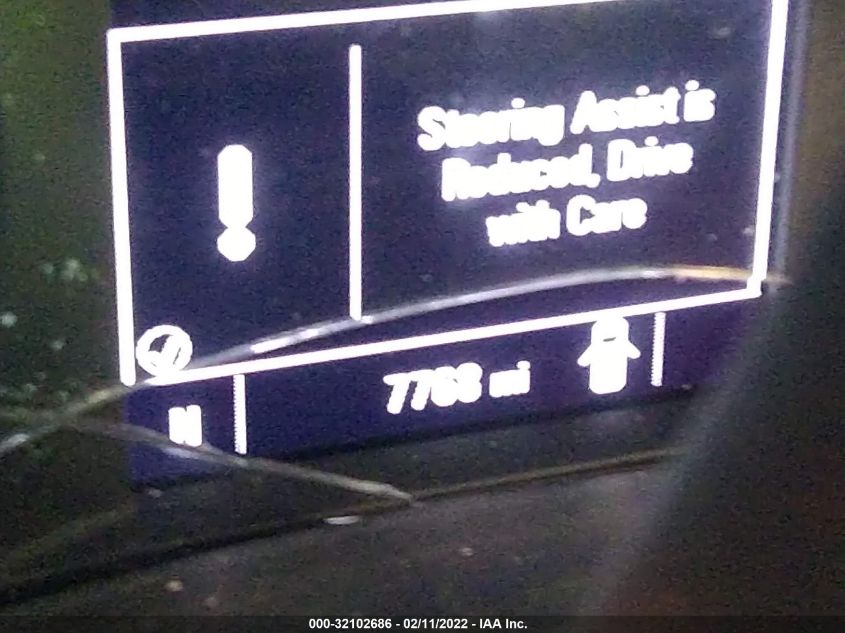 Steering Assist is
Reduced, Drive
with Care
7768 mi
N
000-32102686 - 02/11/2022 - IAA Inc.